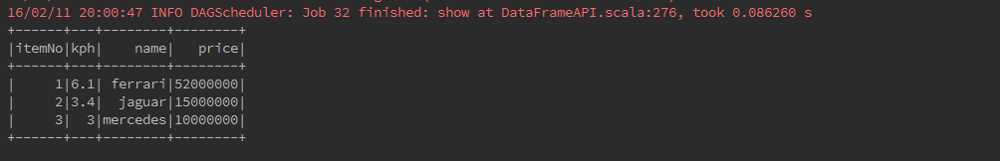 16/02/11 20:00:47 INFO DAGScheduler: Job 32 finished: show at DataFrameAPI.scala:276, took 0.086260 s
+------+---+--------+--------+
|itemNo|kph|    name|   price|
+------+---+--------+--------+
|     1|6.1| ferrari|52000000|
|     2|3.4|  jaguar|15000000|
|     3|  3|mercedes|10000000|
+------+---+--------+--------+